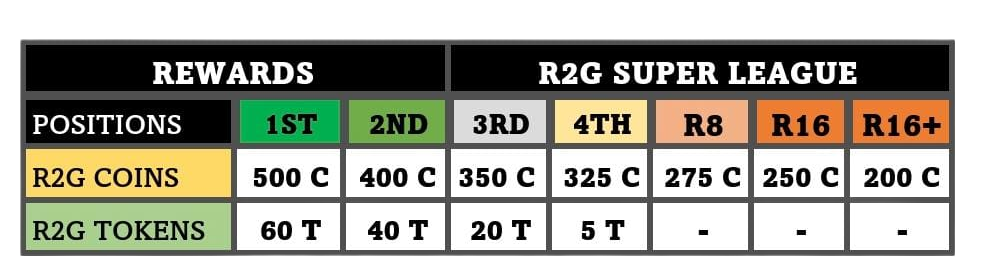 REWARDS R2G SUPER LEAGUE
POSITIONS 1ST 2ND 3RD 4TH R8 R16 R16+
R2G COINS 500 C 400 C 350 C 325 C 275 C 250 C 200 C
R2G TOKENS 60 T 40 T 20 T 5 T - - -